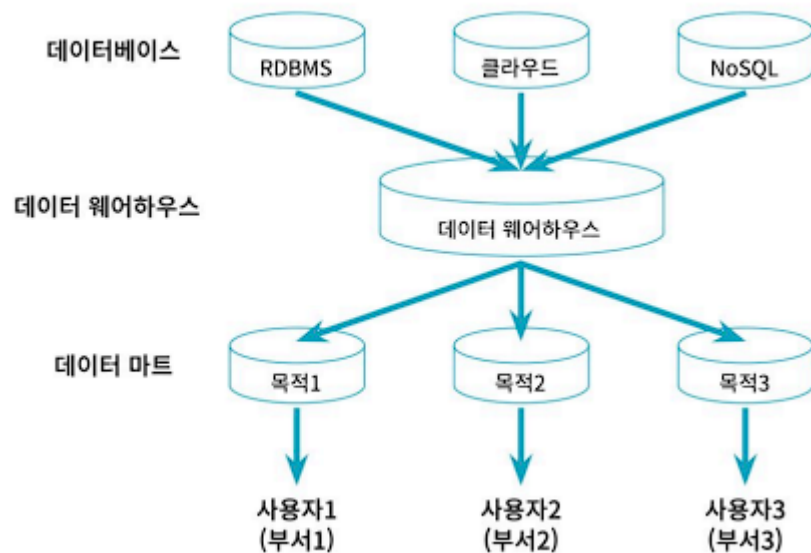 데이터베이스
RDBMS
클라우드
NoSQL
데이터 웨어하우스
데이터 웨어하우스
데이터 마트
목적1
목적2
목적3
사용자1
(부서1)
사용자2
(부서2)
사용자3
(부서3)